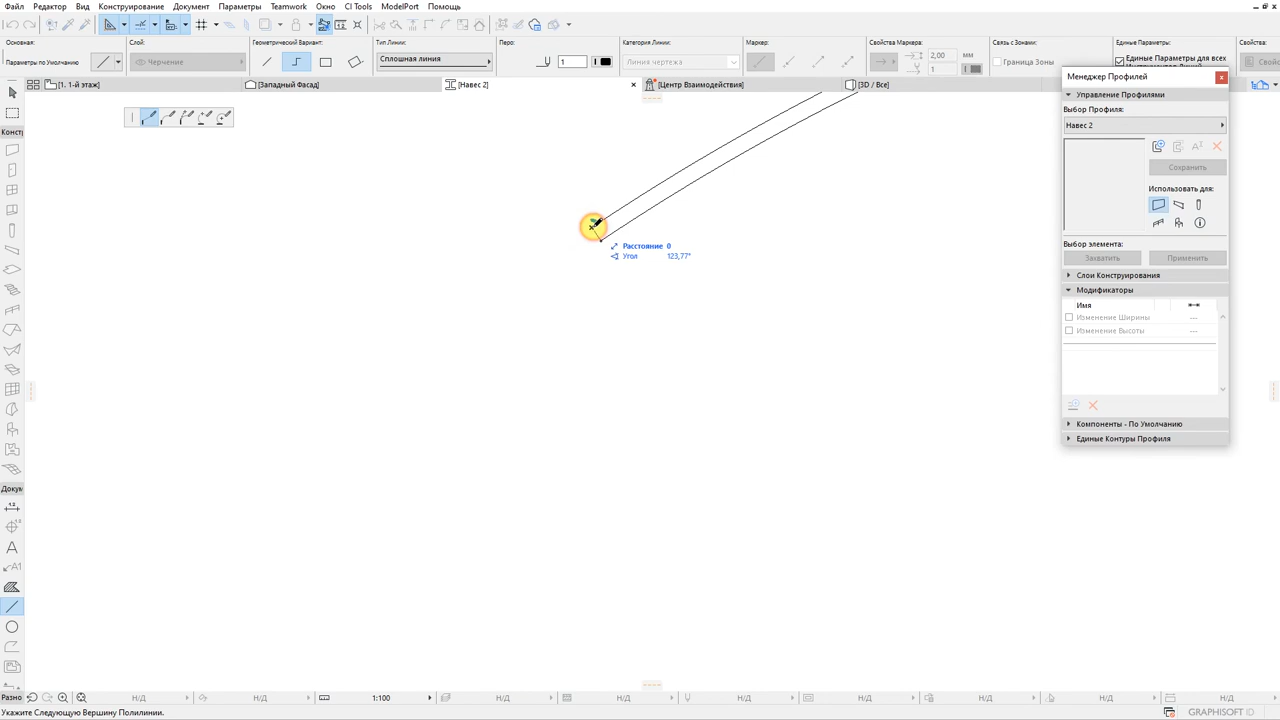 Файл Редактор Вид Конструирование Документ Параметры Teamwork Окно CI Tools ModelPort Помощь
Основная: Слой: Геометрический Вариант: Тип Линии: Перо: Категория Линии: Маркер: Свойства Маркера: Связь с Зонами: Единые Параметры: Свойства:
Параметры по Умолчанию Черчение Сплошная линия 1 Линия чертежа 2,00 мм 1 Граница Зоны Единые Параметры для всех
[1. 1-й этаж] [Западный Фасад] [Навес 2] [Центр Взаимодействия] [3D / Все]
Менеджер Профилей
Управление Профилями
Выбор Профиля:
Навес 2
Сохранить
Использовать для:
Выбор элемента:
Захватить Применить
Слои Конструирования
Модификаторы
Имя
Изменение Ширины ---
Изменение Высоты ---
Компоненты - По Умолчанию
Единые Контуры Профиля
Констр
Расстояние 0
Угол 123,77°
Докум
1.2
A
A1
Разно
Н/Д Н/Д 1:100 Н/Д Н/Д Н/Д Н/Д Н/Д Н/Д Н/Д
Укажите Следующую Вершину Полилинии.
GRAPHISOFT ID